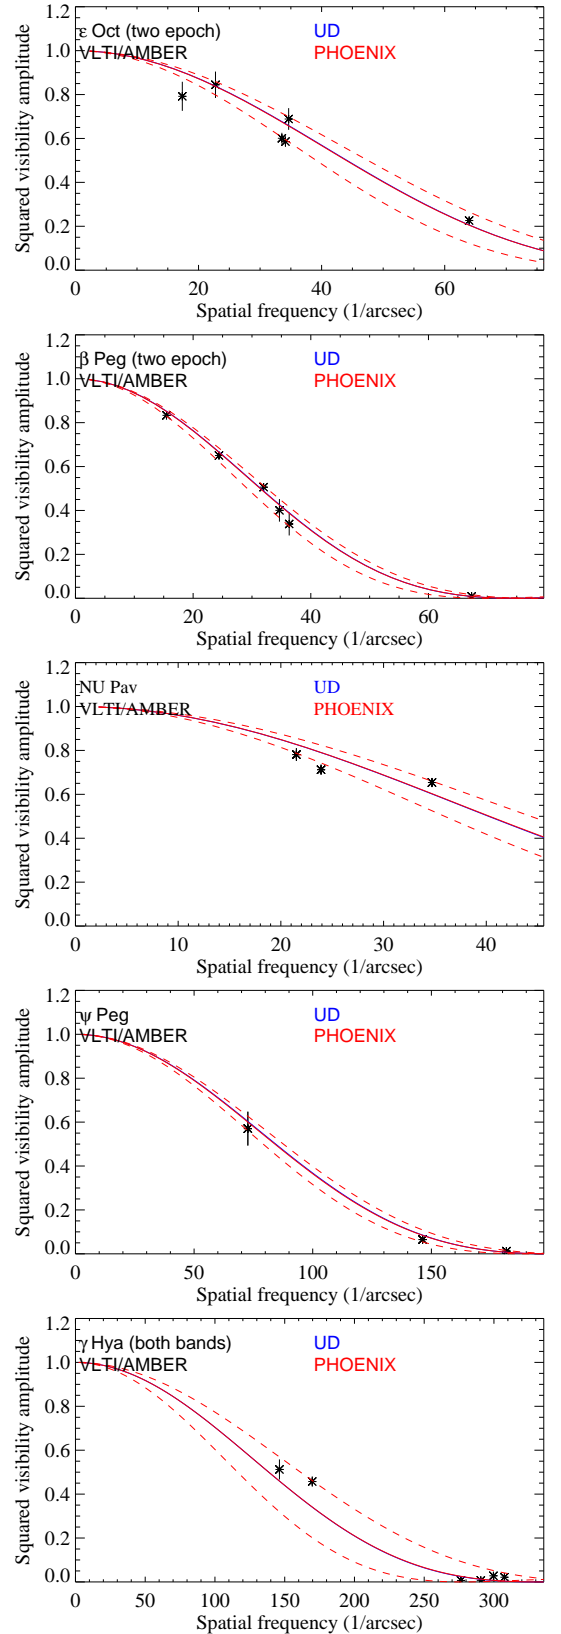 ε Oct (two epoch) UD
VLTI/AMBER PHOENIX
Squared visibility amplitude
1.2
1.0
0.8
0.6
0.4
0.2
0.0
20 40 60
Spatial frequency (1/arcsec)
β Peg (two epoch) UD
VLTI/AMBER PHOENIX
Squared visibility amplitude
1.2
1.0
0.8
0.6
0.4
0.2
0.0
0 20 40 60
Spatial frequency (1/arcsec)
NU Pav UD
VLTI/AMBER PHOENIX
Squared visibility amplitude
1.2
1.0
0.8
0.6
0.4
0.2
0.0
0 10 20 30 40
Spatial frequency (1/arcsec)
ψ Peg UD
VLTI/AMBER PHOENIX
Squared visibility amplitude
1.2
1.0
0.8
0.6
0.4
0.2
0.0
0 50 100 150
Spatial frequency (1/arcsec)
γ Hya (both bands) UD
VLTI/AMBER PHOENIX
Squared visibility amplitude
1.2
1.0
0.8
0.6
0.4
0.2
0.0
0 50 100 150 200 250 300
Spatial frequency (1/arcsec)